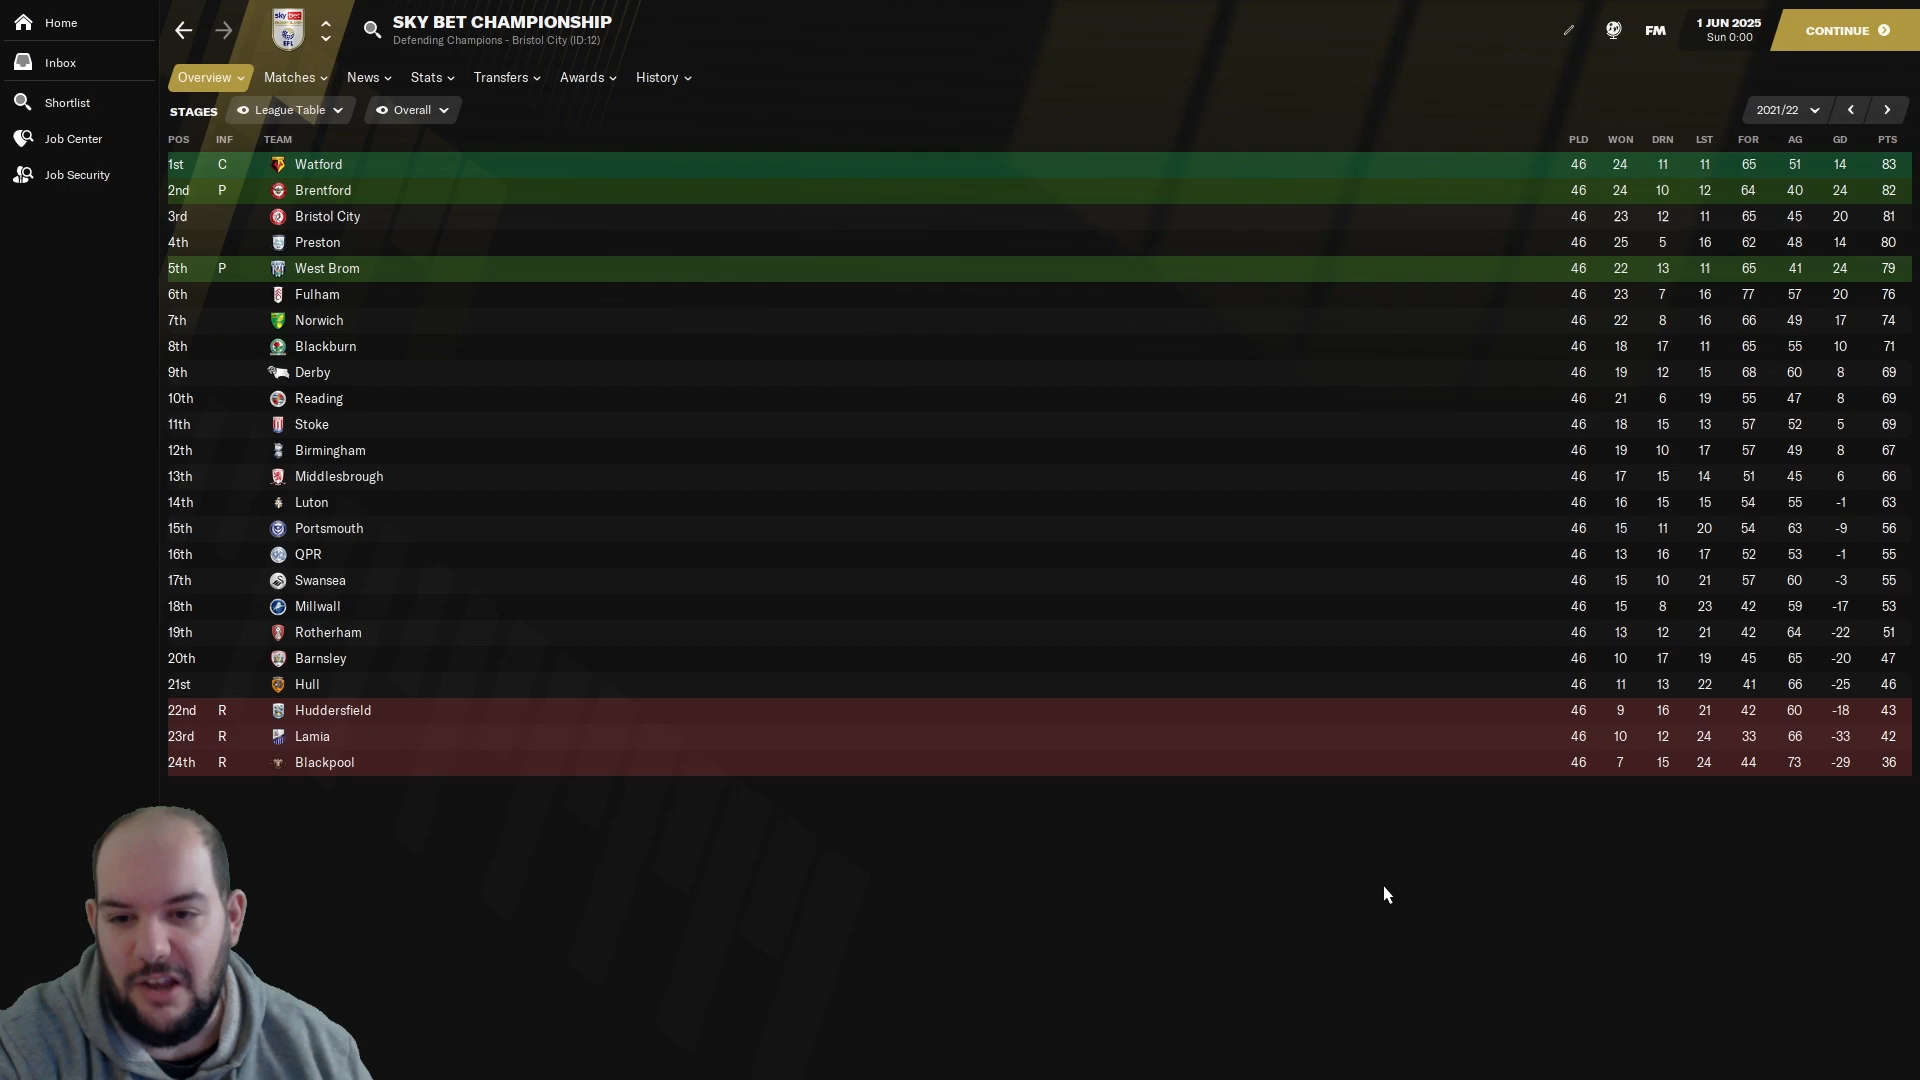 Home
Inbox
Shortlist
Job Center
Job Security
sky bet
EFL
SKY BET CHAMPIONSHIP
Defending Champions - Bristol City (ID:12)
FM
1 JUN 2025
Sun 0:00
CONTINUE
Overview Matches News Stats Transfers Awards History
STAGES League Table Overall 2021/22
POS INF TEAM PLD WON DRN LST FOR AG GD PTS
1st C Watford 46 24 11 11 65 51 14 83
2nd P Brentford 46 24 10 12 64 40 24 82
3rd Bristol City 46 23 12 11 65 45 20 81
4th Preston 46 25 5 16 62 48 14 80
5th P West Brom 46 22 13 11 65 41 24 79
6th Fulham 46 23 7 16 77 57 20 76
7th Norwich 46 22 8 16 66 49 17 74
8th Blackburn 46 18 17 11 65 55 10 71
9th Derby 46 19 12 15 68 60 8 69
10th Reading 46 21 6 19 55 47 8 69
11th Stoke 46 18 15 13 57 52 5 69
12th Birmingham 46 19 10 17 57 49 8 67
13th Middlesbrough 46 17 15 14 51 45 6 66
14th Luton 46 16 15 15 54 55 -1 63
15th Portsmouth 46 15 11 20 54 63 -9 56
16th QPR 46 13 16 17 52 53 -1 55
17th Swansea 46 15 10 21 57 60 -3 55
18th Millwall 46 15 8 23 42 59 -17 53
19th Rotherham 46 13 12 21 42 64 -22 51
20th Barnsley 46 10 17 19 45 65 -20 47
21st Hull 46 11 13 22 41 66 -25 46
22nd R Huddersfield 46 9 16 21 42 60 -18 43
23rd R Lamia 46 10 12 24 33 66 -33 42
24th R Blackpool 46 7 15 24 44 73 -29 36